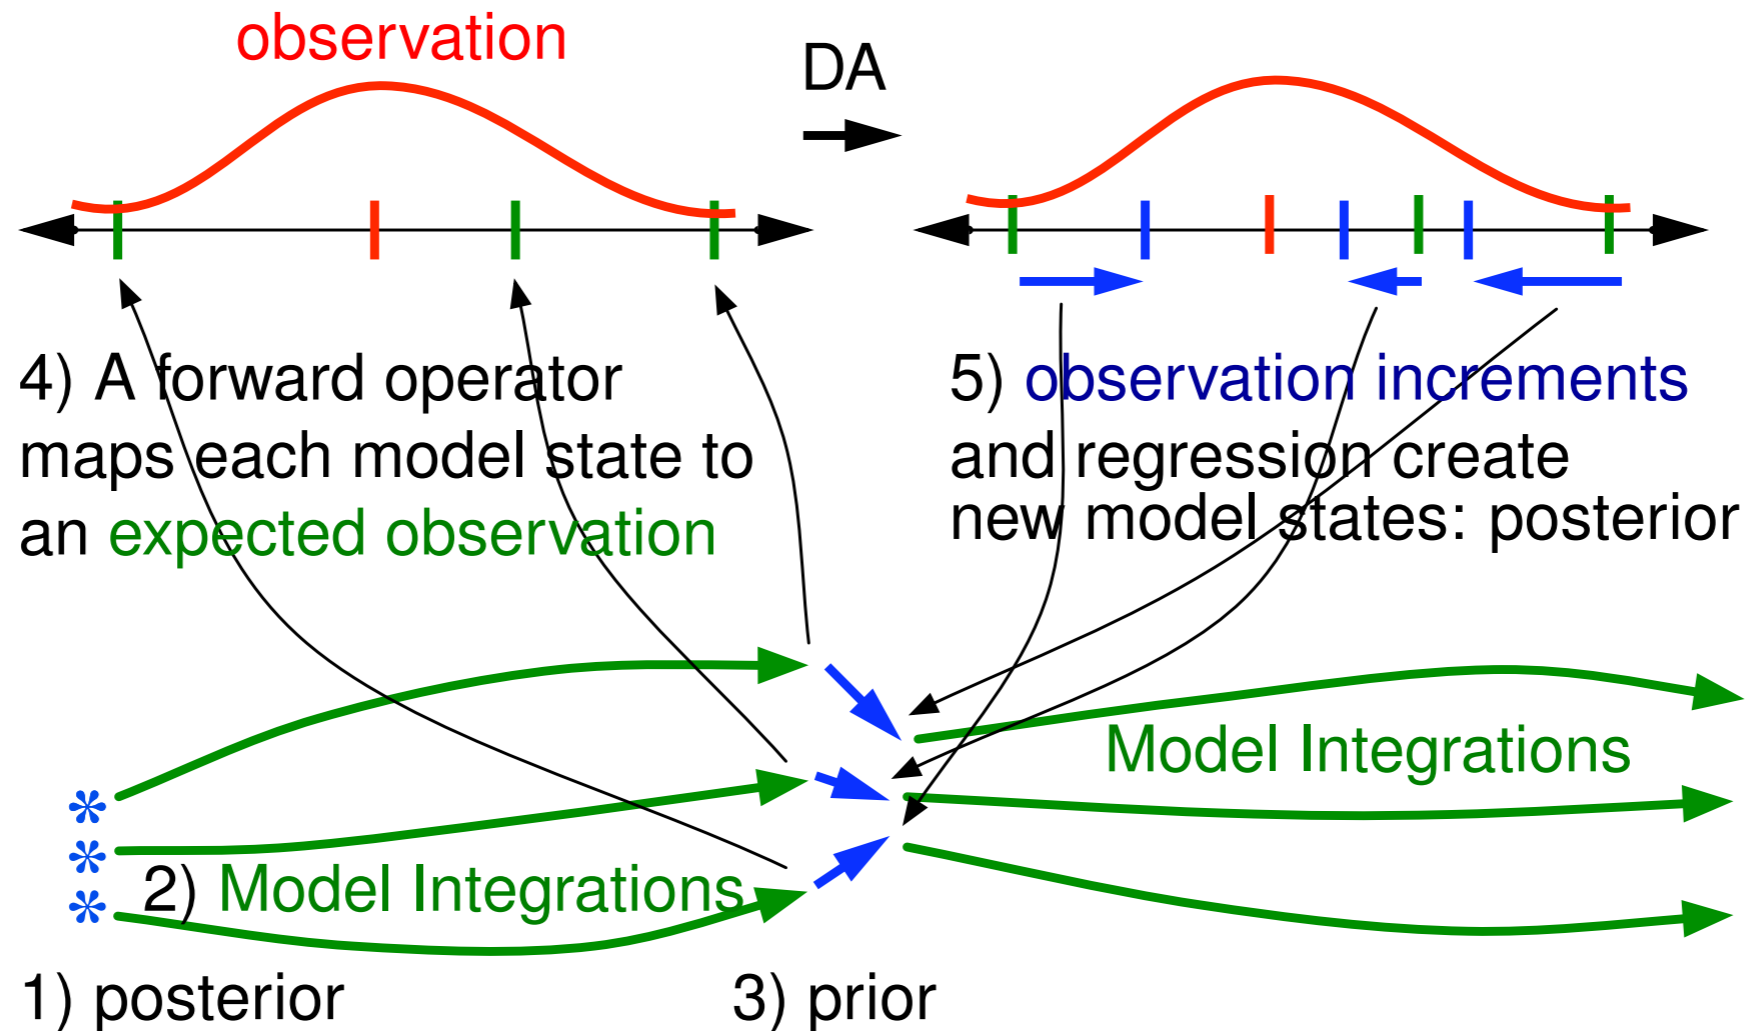 observation
DA
4) A forward operator
maps each model state to
an expected observation
5) observation increments
and regression create
new model states: posterior
Model Integrations
* 
*
2) Model Integrations
*
1) posterior
3) prior